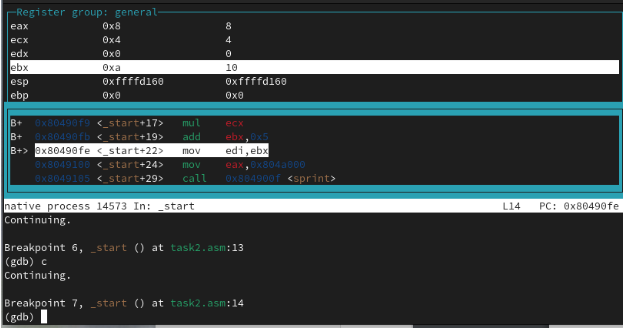 Register group: general
eax 0x8 8
ecx 0x4 4
edx 0x0 0
ebx 0xa 10
esp 0xffffd160 0xffffd160
ebp 0x0 0x0
B+ 0x80490f9 <_start+17> mul ecx
B+ 0x80490fb <_start+19> add ebx,0x5
B+> 0x80490fe <_start+22> mov edi,ebx
0x8049100 <_start+24> mov eax,0x804a000
0x8049105 <_start+29> call 0x804900f <sprint>
native process 14573 In: _start L14 PC: 0x80490fe
Continuing.
Breakpoint 6, _start () at task2.asm:13
(gdb) c
Continuing.
Breakpoint 7, _start () at task2.asm:14
(gdb)